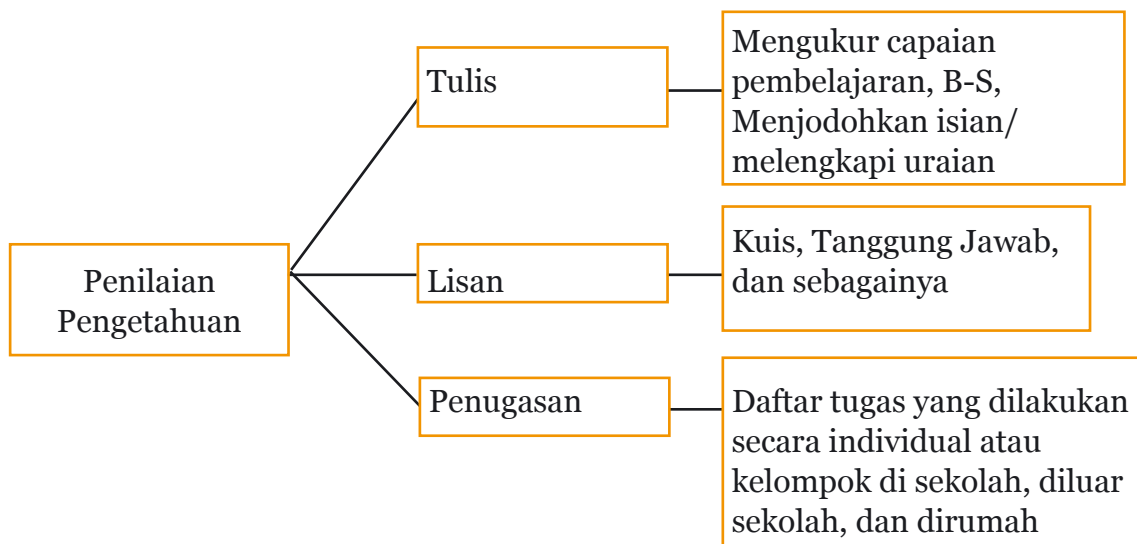 Penilaian
Pengetahuan
Tulis
Mengukur capaian
pembelajaran, B-S,
Menjodohkan isian/
melengkapi uraian
Lisan
Kuis, Tanggung Jawab,
dan sebagainya
Penugasan
Daftar tugas yang dilakukan
secara individual atau
kelompok di sekolah, diluar
sekolah, dan dirumah